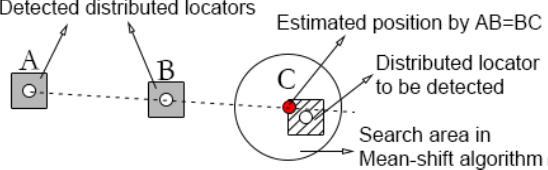 Detected distributed locators
Estimated position by AB=BC
A
B
C
Distributed locator
to be detected
Search area in
Mean-shift algorithm